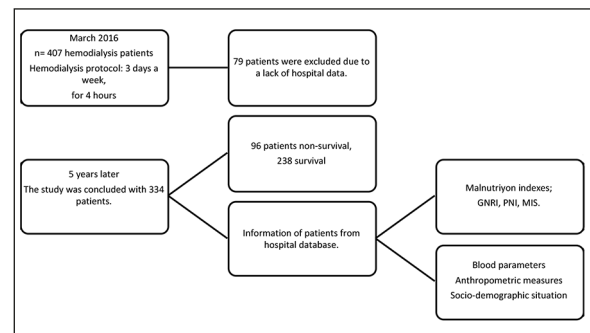 March 2016
n= 407 hemodialysis patients
Hemodialysis protocol: 3 days a
week,
for 4 hours
79 patients were excluded due to
a lack of hospital data.
96 patients non-survival,
238 survival
5 years later
The study was concluded with 334
patients.
Information of patients from
hospital database.
Malnutriyon indexes;
GNRI, PNI, MIS.
Blood parameters
Anthropometric measures
Socio-demographic situation